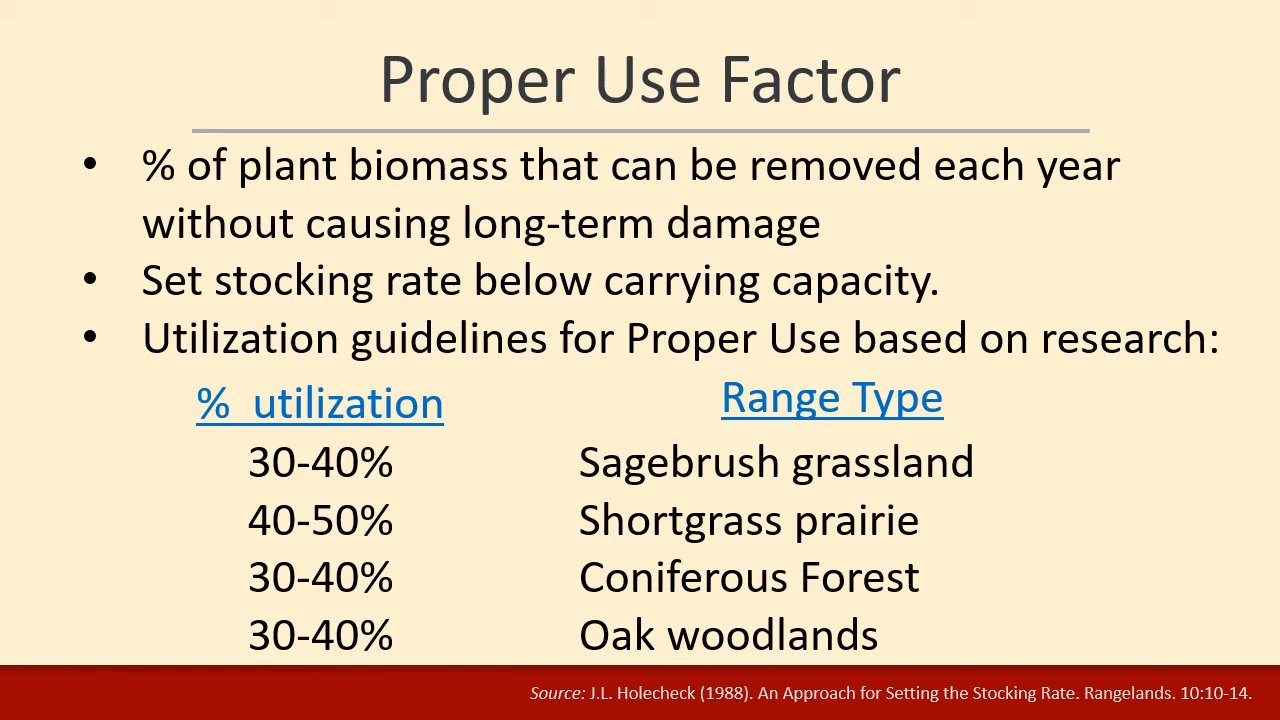 Proper Use Factor
• % of plant biomass that can be removed each year
without causing long-term damage
• Set stocking rate below carrying capacity.
• Utilization guidelines for Proper Use based on research:
% utilization Range Type
30-40% Sagebrush grassland
40-50% Shortgrass prairie
30-40% Coniferous Forest
30-40% Oak woodlands
Source: J.L. Holecheck (1988). An Approach for Setting the Stocking Rate. Rangelands. 10:10-14.